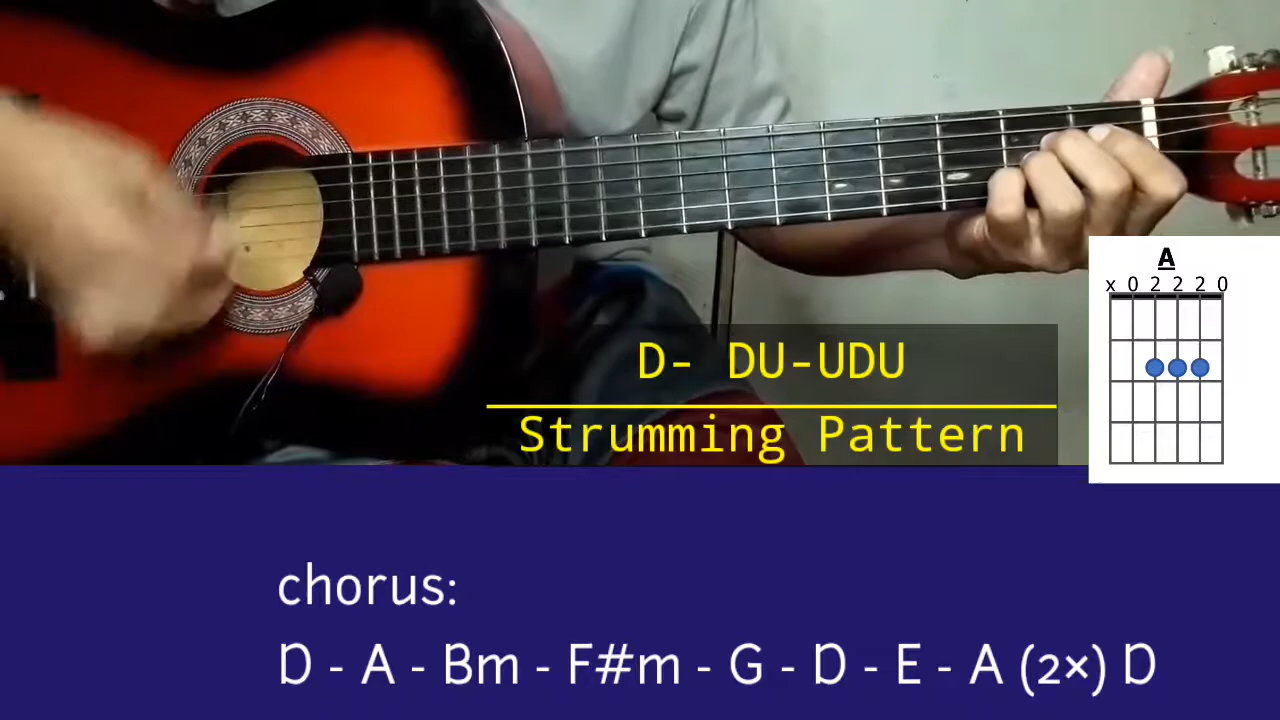 A
x 0 2 2 2 0
D- DU-UDU
Strumming Pattern
chorus:
D - A - Bm - F#m - G - D - E - A (2×) D